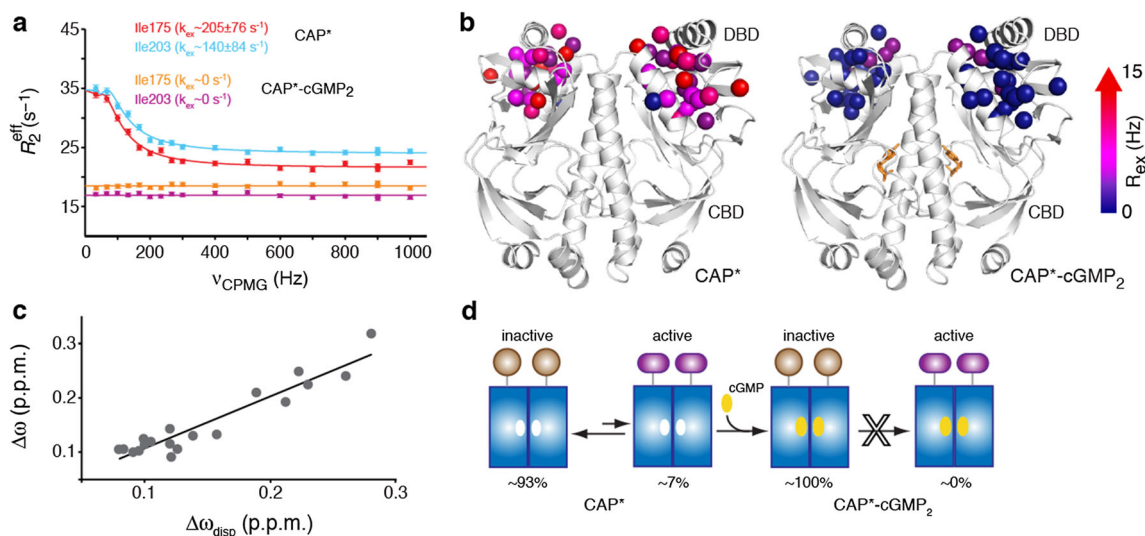 a
Ile175 (kex~205±76 s-1)
Ile203 (kex~140±84 s-1)
CAP*
Ile175 (kex~0 s-1)
Ile203 (kex~0 s-1)
CAP*-cGMP2
45
35
25
15
R2eff (s-1)
0
200
400
600
800
1000
νCPMG (Hz)
b
DBD
CBD
CAP*
DBD
CBD
CAP*-cGMP2
15
Rex (Hz)
0
c
0.3
0.2
0.1
Δω (p.p.m.)
0.1
0.2
0.3
Δωdisp (p.p.m.)
d
inactive
active
inactive
active
cGMP
X
~93%
~7%
~100%
~0%
CAP*
CAP*-cGMP2